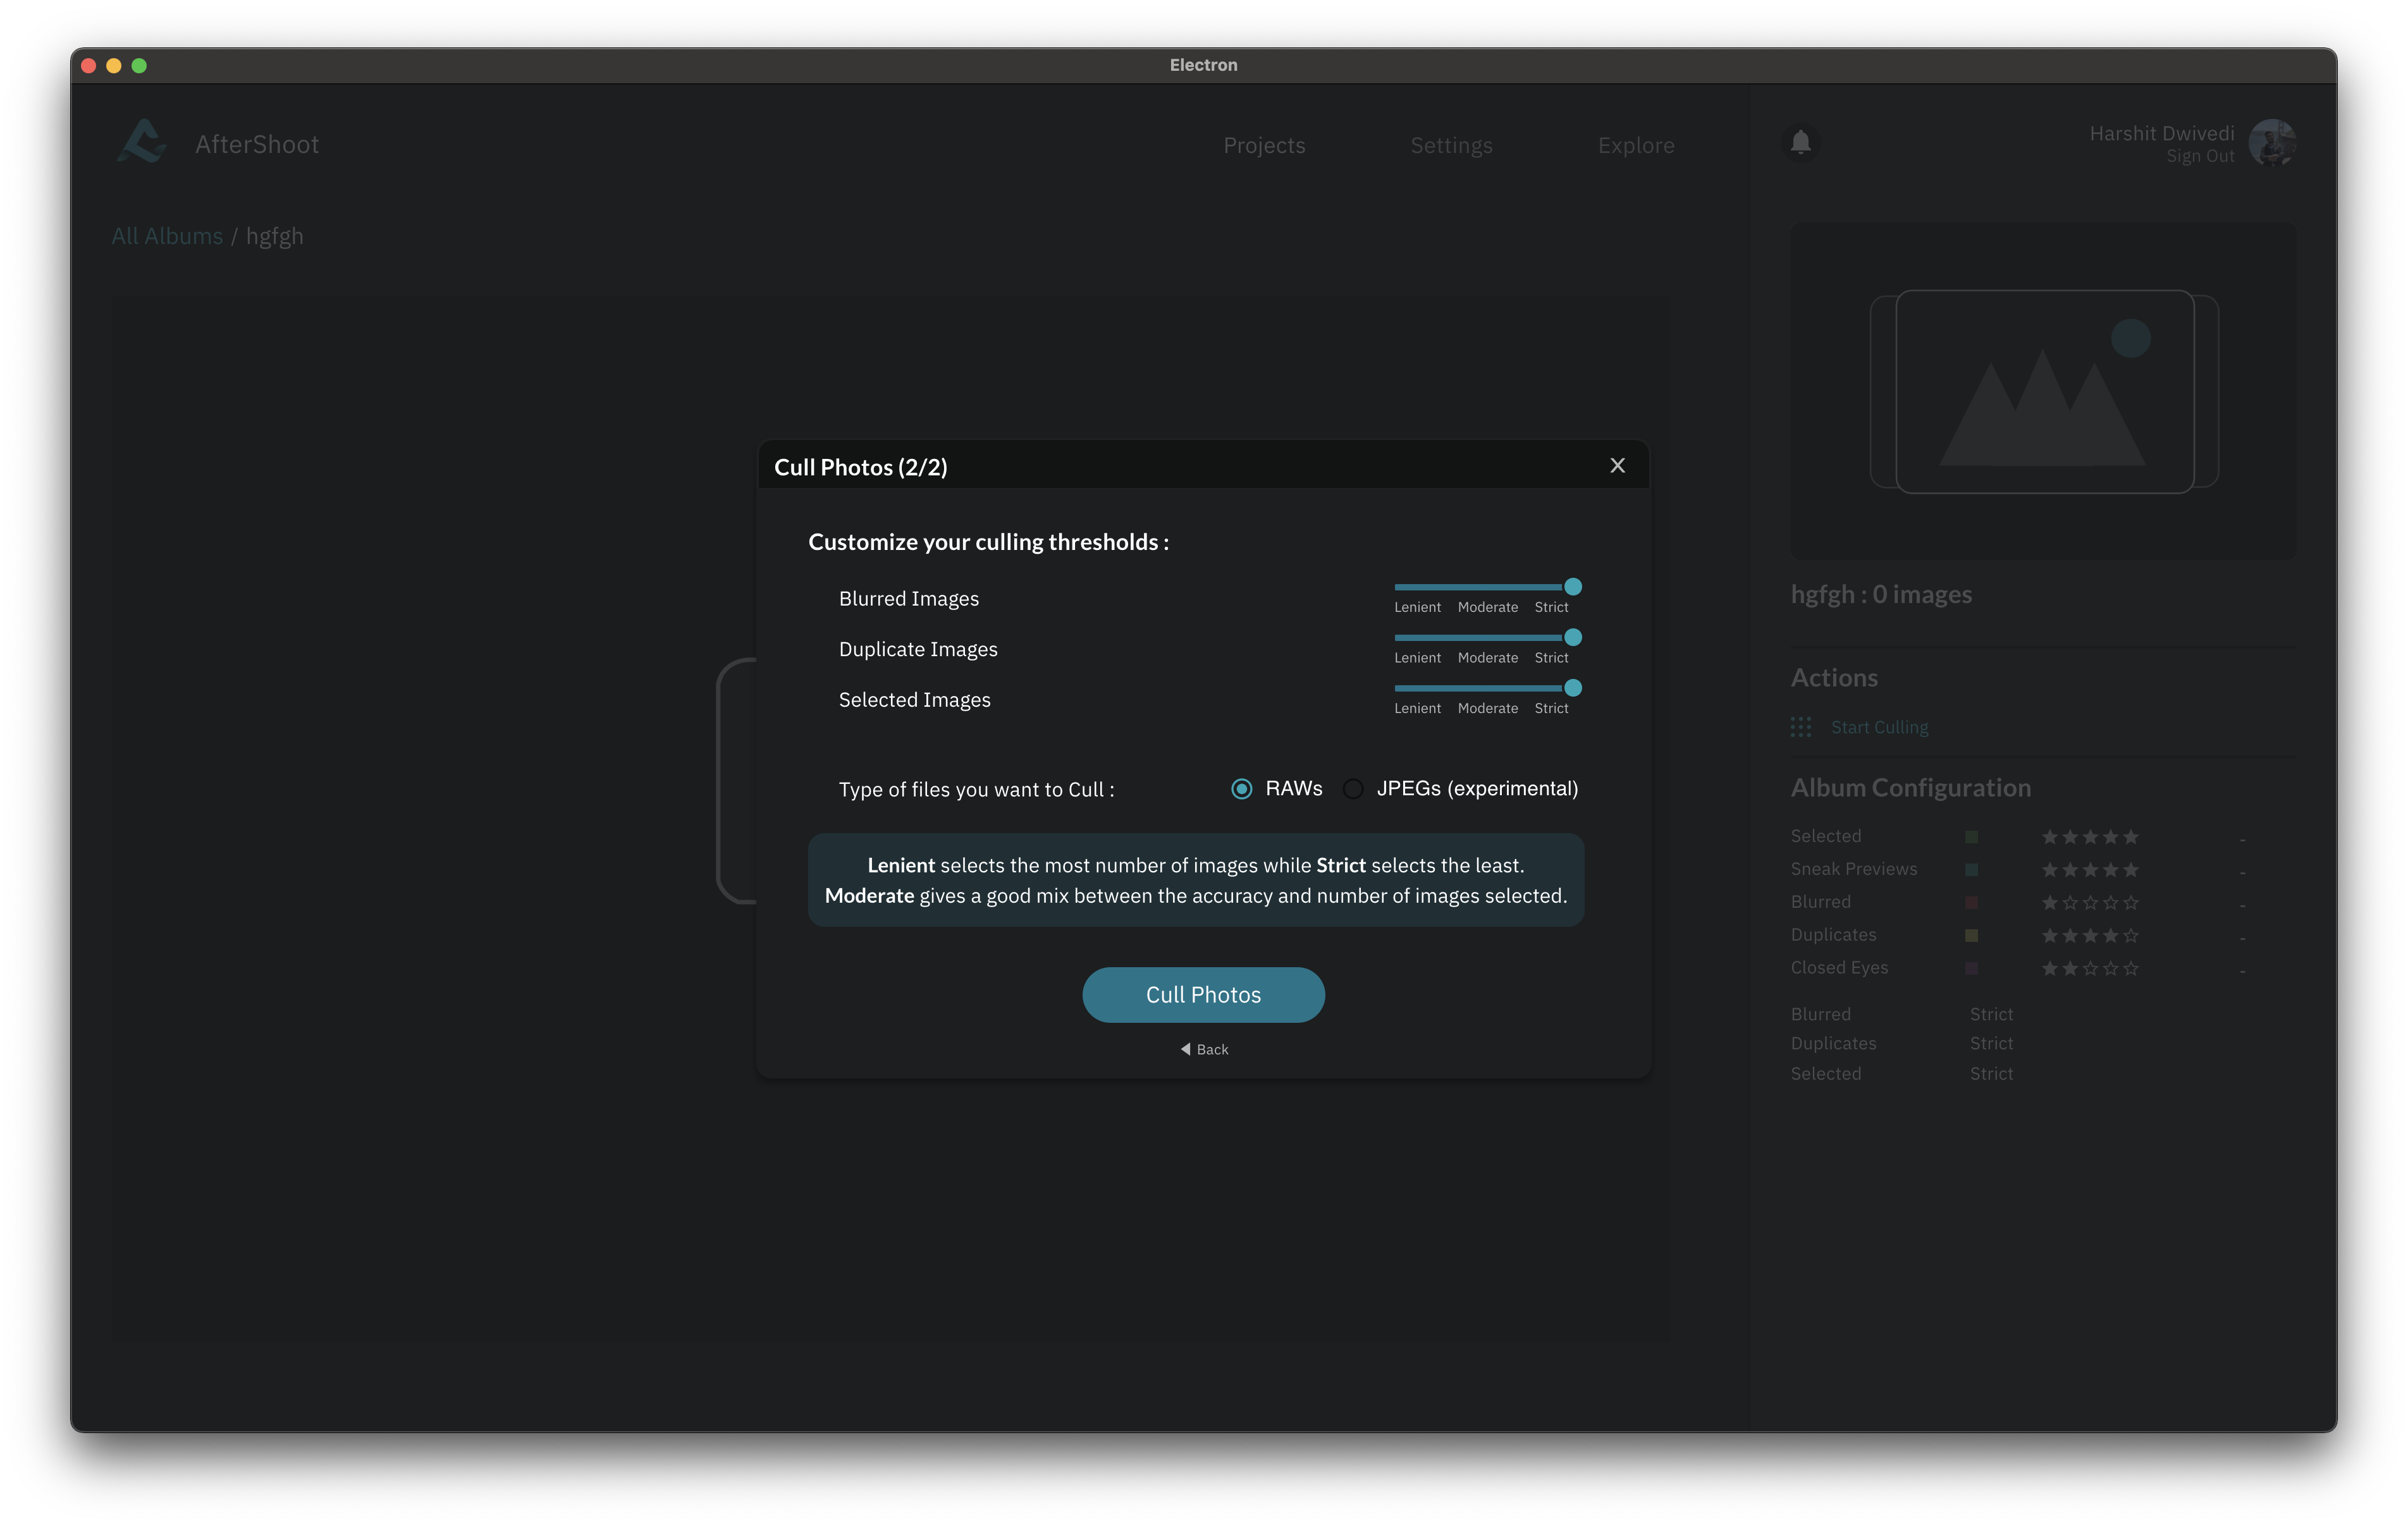 Electron
AfterShoot
Projects
Settings
Explore
Harshit Dwivedi
Sign Out
All Albums / hgfgh
Cull Photos (2/2)
X
Customize your culling thresholds :
Blurred Images
Lenient Moderate Strict
Duplicate Images
Lenient Moderate Strict
Selected Images
Lenient Moderate Strict
Type of files you want to Cull :
RAWs
JPEGs (experimental)
Lenient selects the most number of images while Strict selects the least.
Moderate gives a good mix between the accuracy and number of images selected.
Cull Photos
Back
hgfgh : 0 images
Actions
Start Culling
Album Configuration
Selected -
Sneak Previews -
Blurred -
Duplicates -
Closed Eyes -
Blurred Strict
Duplicates Strict
Selected Strict